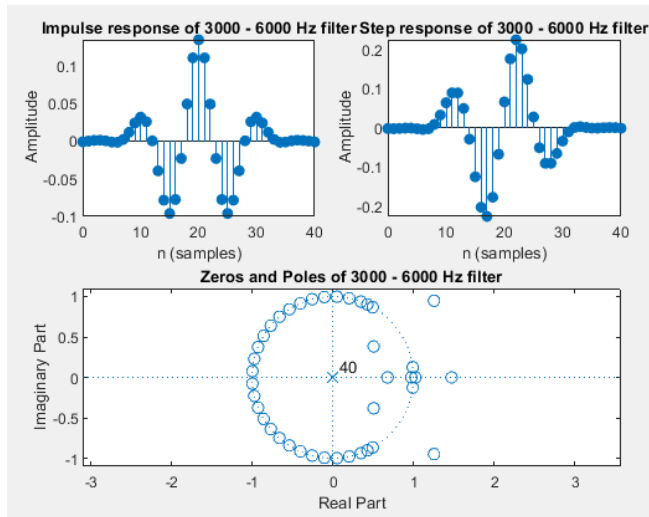 Impulse response of 3000 - 6000 Hz filter
0.1
0.05
0
-0.05
-0.1
Amplitude
0 10 20 30 40
n (samples)
Step response of 3000 - 6000 Hz filter
0.2
0.1
0
-0.1
-0.2
Amplitude
0 20 40
n (samples)
Zeros and Poles of 3000 - 6000 Hz filter
1
0.5
0
-0.5
-1
Imaginary Part
40
-3 -2 -1 0 1 2 3
Real Part